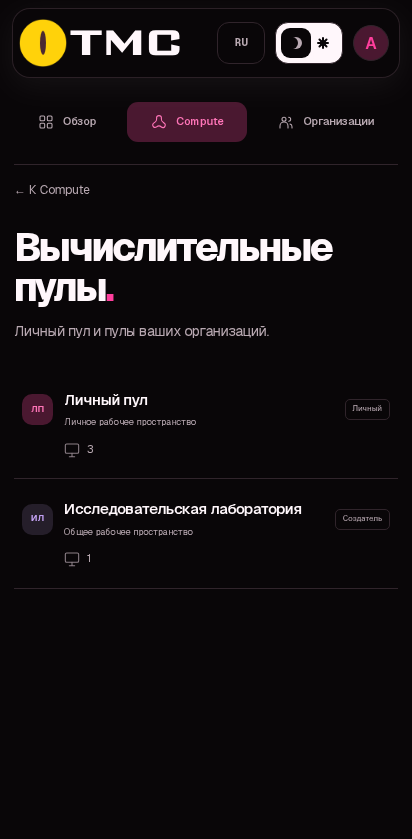 TMC
RU
A
Обзор
Compute
Организации
← К Compute
Вычислительные
пулы.
Личный пул и пулы ваших организаций.
ЛП
Личный пул
Личный
Личное рабочее пространство
3
ИЛ
Исследовательская лаборатория
Создатель
Общее рабочее пространство
1